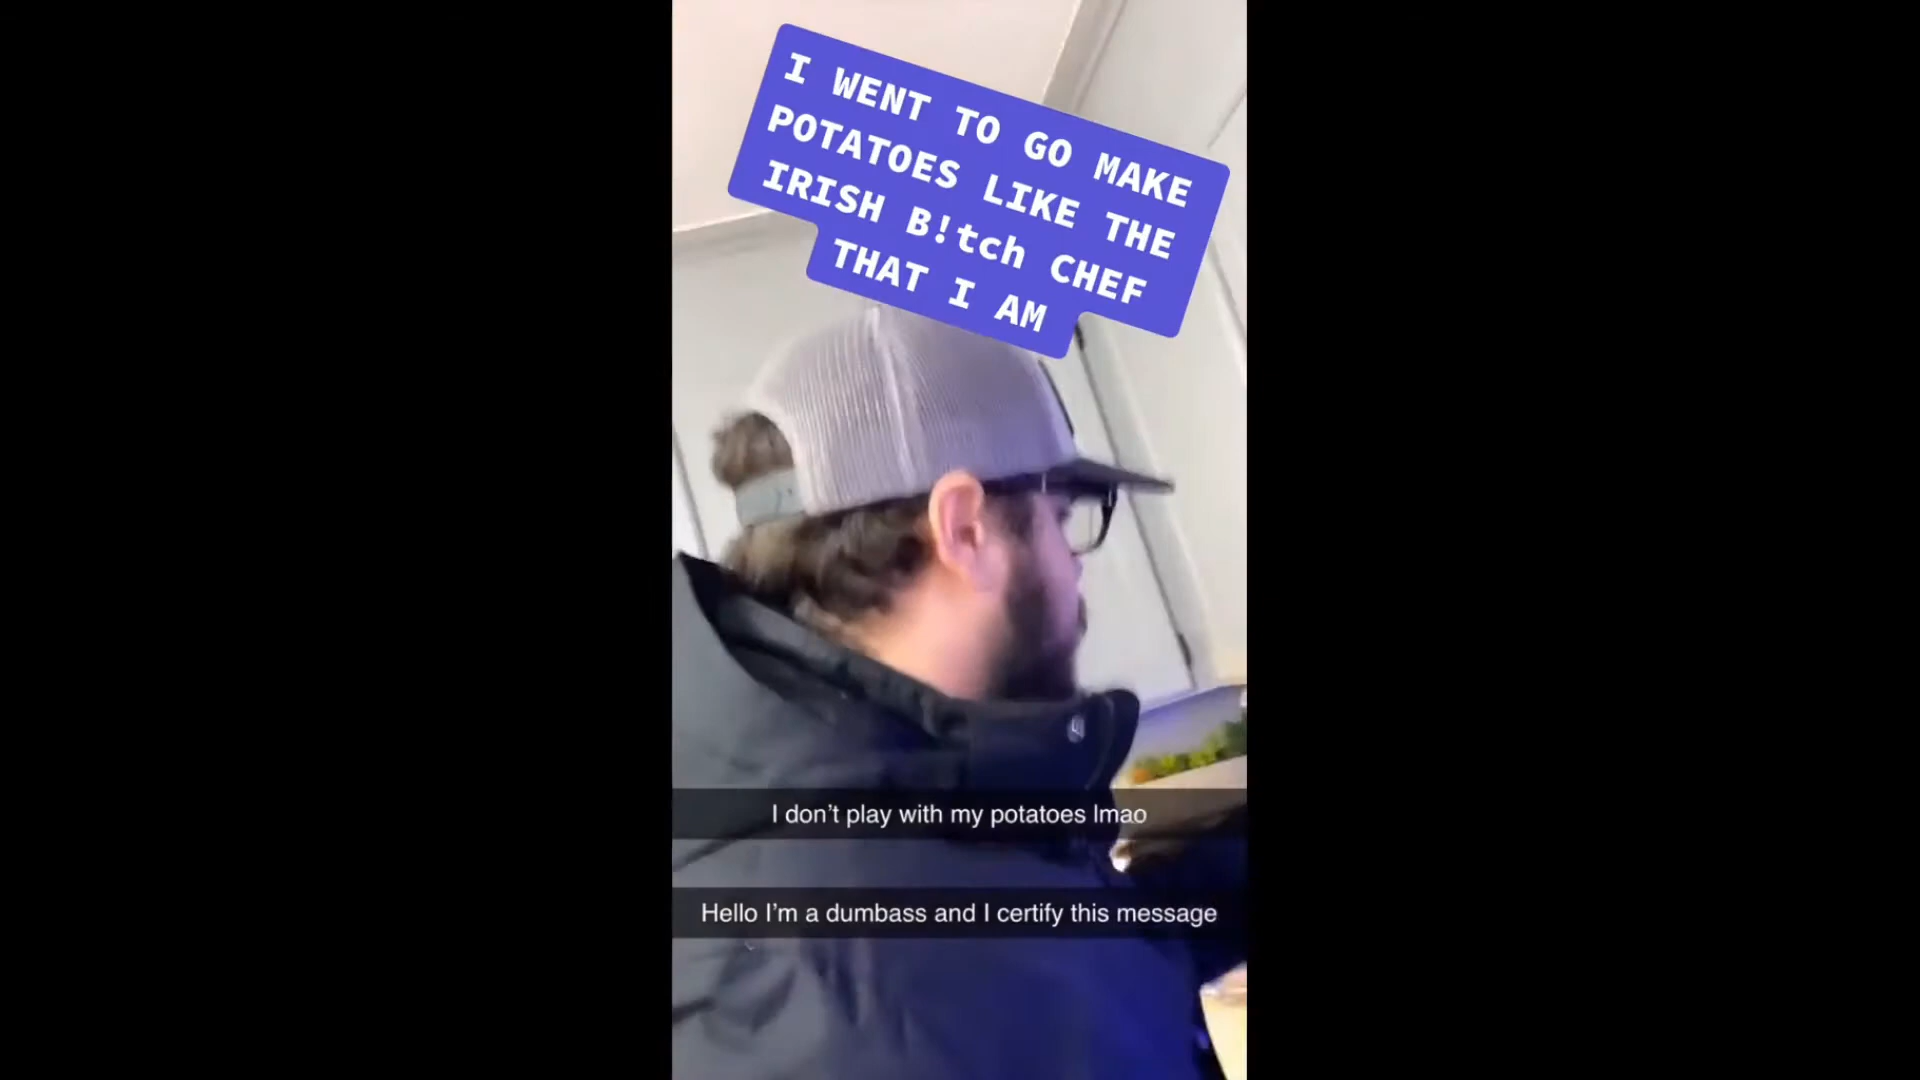 I WENT TO GO MAKE
POTATOES LIKE THE
IRISH B!tch CHEF
THAT I AM
I don’t play with my potatoes lmao
Hello I’m a dumbass and I certify this message